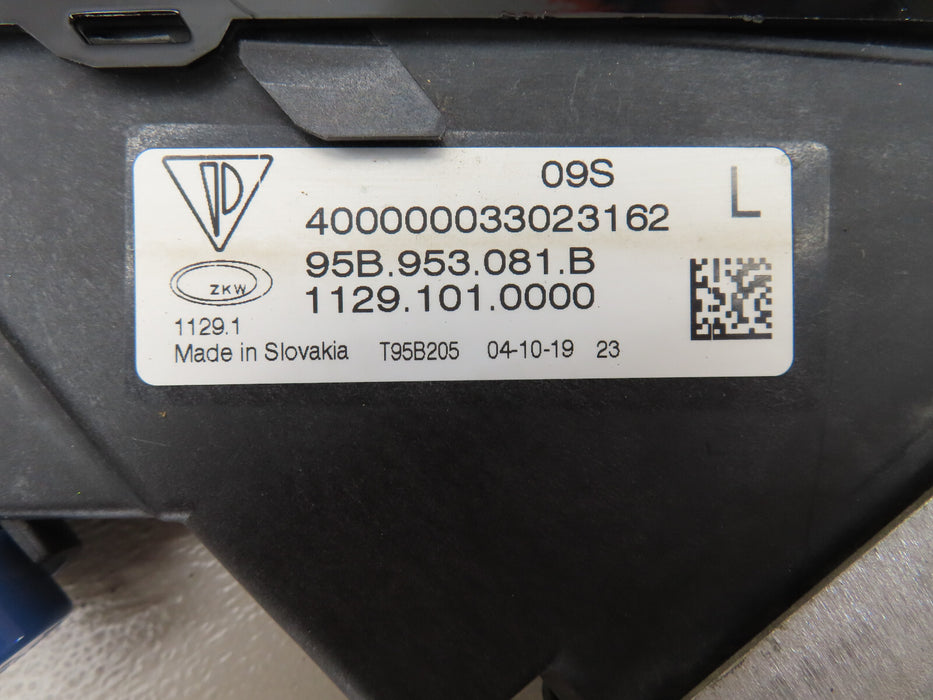 09S
L
400000033023162
95B.953.081.B
ZKW
1129.101.0000
1129.1
Made in Slovakia T95B205 04-10-19 23